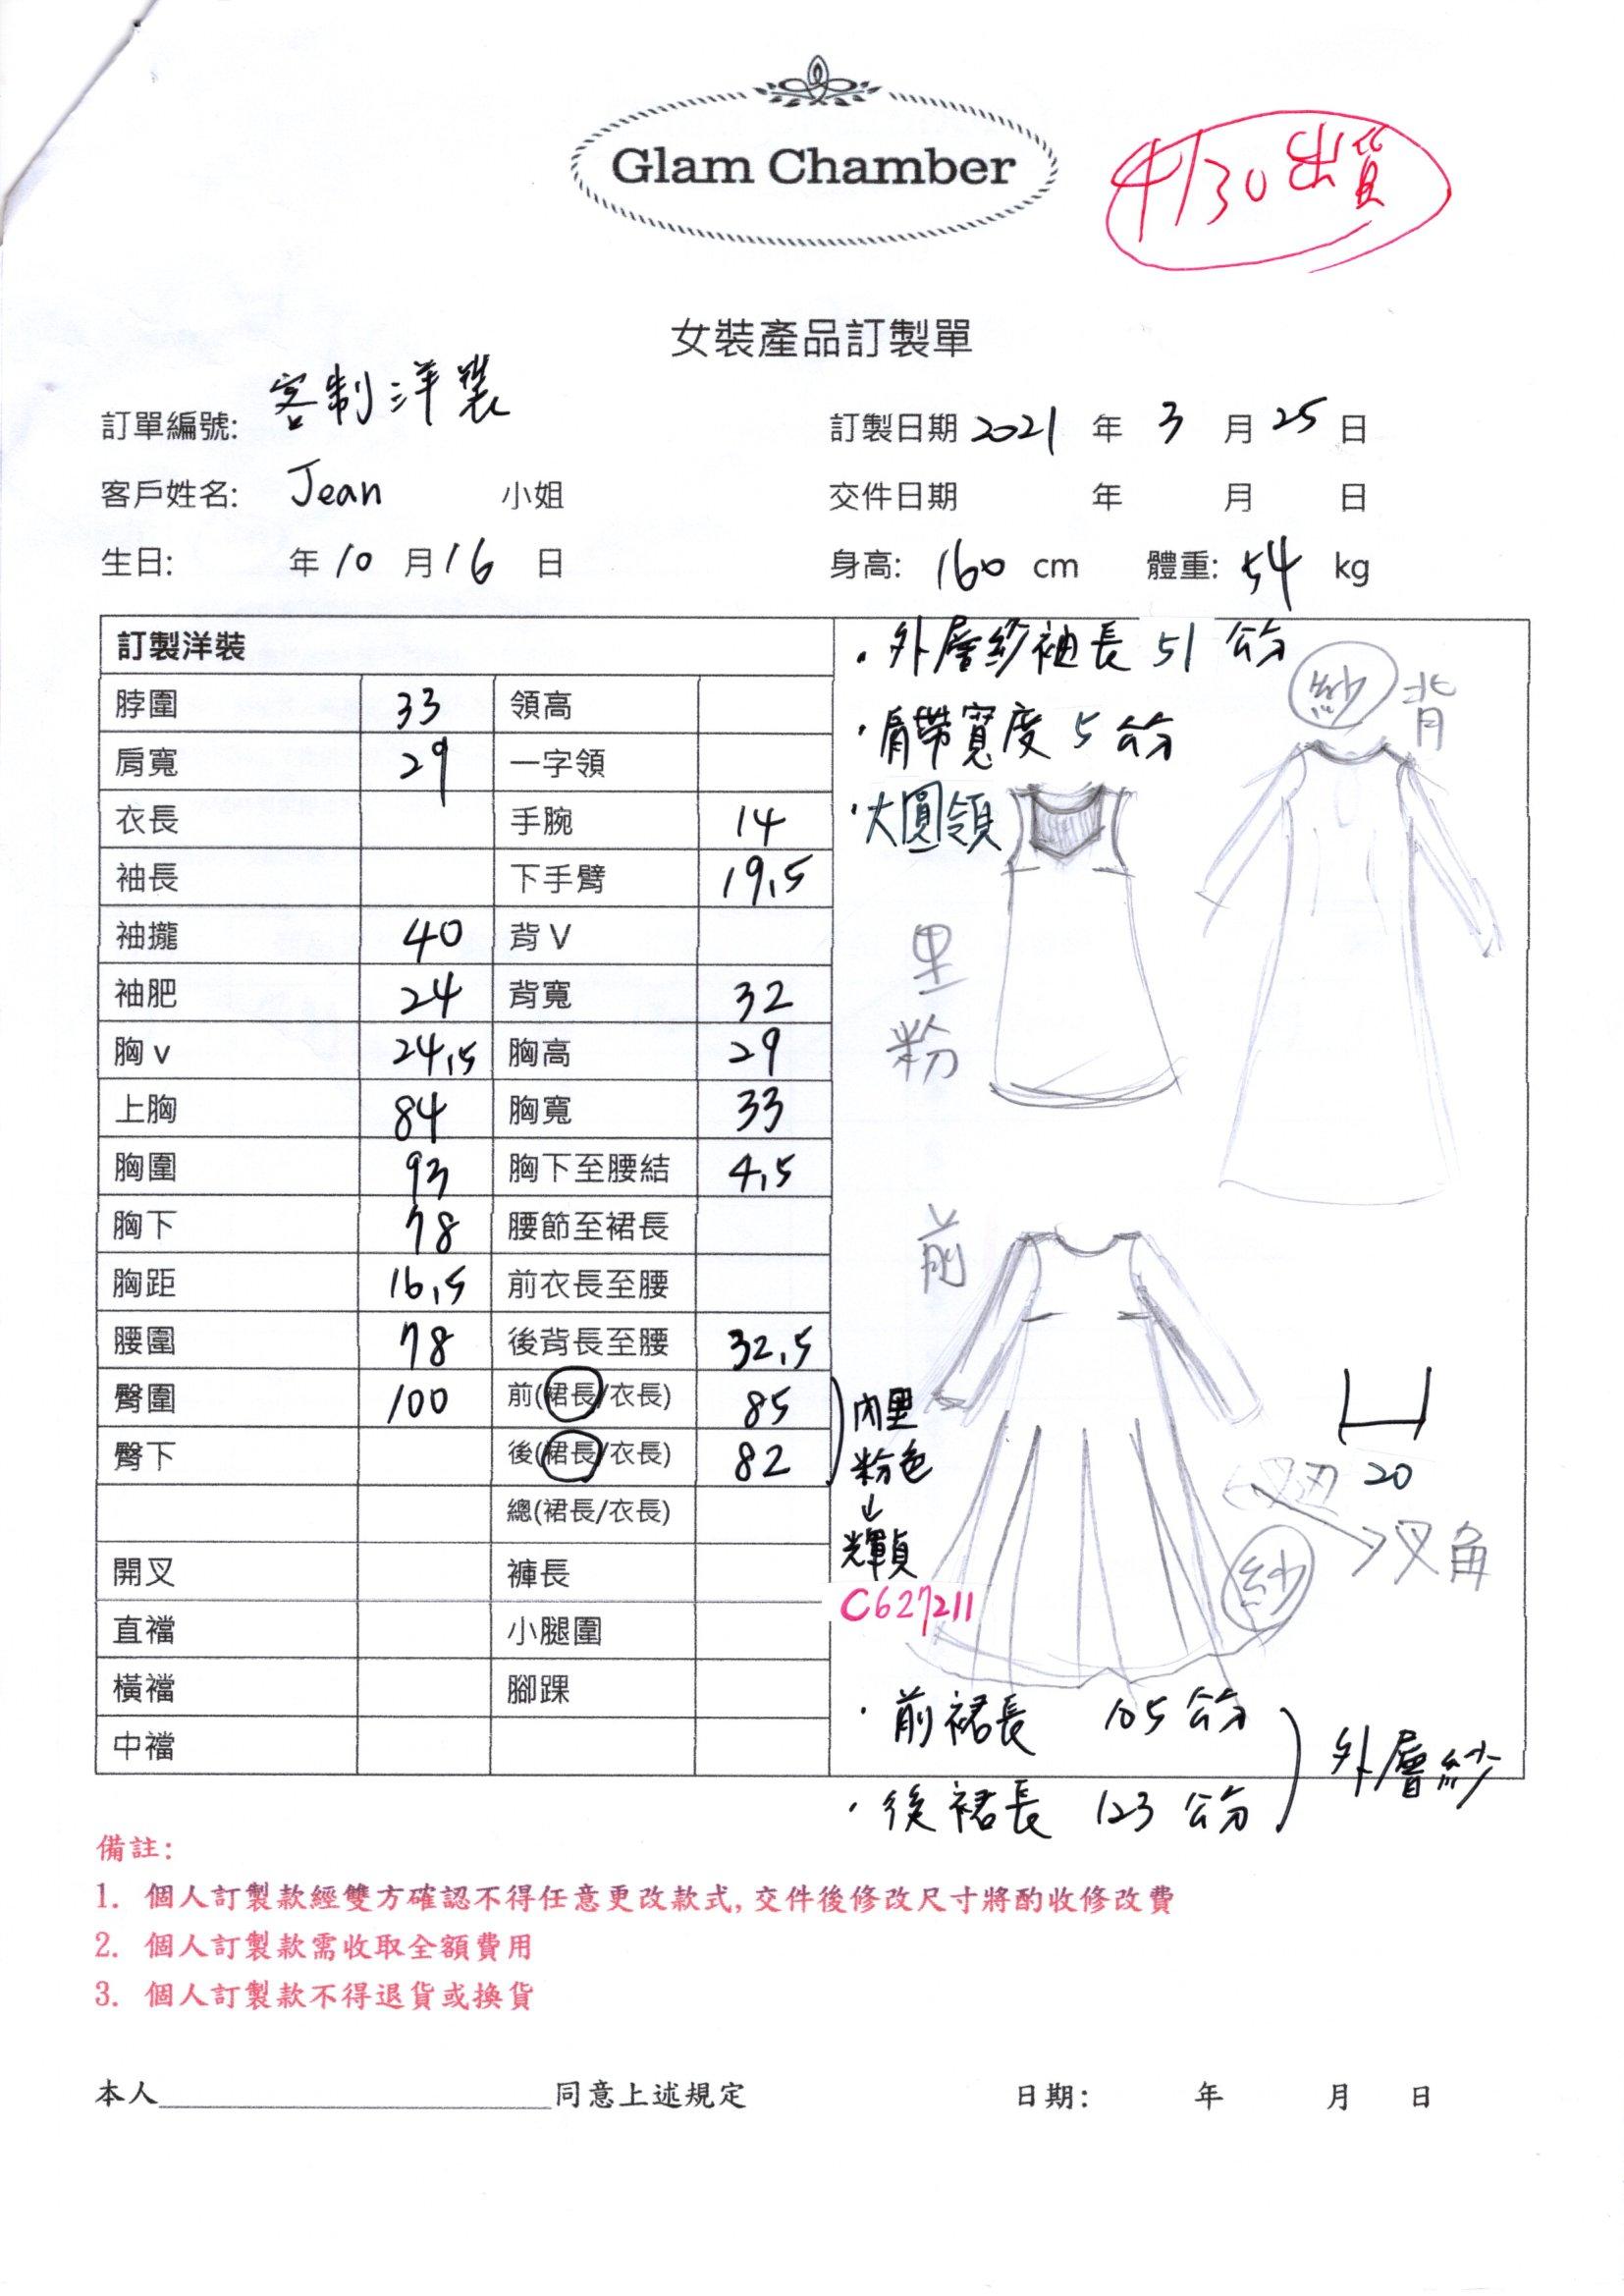 Glam Chamber
4/30出貨
女裝產品訂製單
訂單編號: 客制洋裝
訂製日期 2021 年 3 月 25 日
客戶姓名: Jean 小姐
交件日期 年 月 日
生日: 年 10 月 16 日
身高: 160 cm 體重: 54 kg
訂製洋裝
脖圍 33 領高
肩寬 29 一字領
衣長 手腕 14
袖長 下手臂 19.5
袖攏 40 背 V
袖肥 24 背寬 32
胸 v 24.5 胸高 29
上胸 84 胸寬 33
胸圍 93 胸下至腰結 4.5
胸下 78 腰節至裙長
胸距 16.5 前衣長至腰
腰圍 78 後背長至腰 32.5
臀圍 100 前(裙長/衣長) 85
臀下 後(裙長/衣長) 82
總(裙長/衣長)
開叉 褲長
直襠 小腿圍
橫襠 腳踝
中襠
・外層紗袖長 51 公分
・肩帶寬度 5 公分
・大圓領
紗 背
里
粉
前
內里
粉色
↓
輝貞
C627211
20
叉角
紗
・前裙長 105 公分
・後裙長 123 公分
外層紗
備註:
1. 個人訂製款經雙方確認不得任意更改款式, 交件後修改尺寸將酌收修改費
2. 個人訂製款需收取全額費用
3. 個人訂製款不得退貨或換貨
本人____________________同意上述規定
日期: 年 月 日